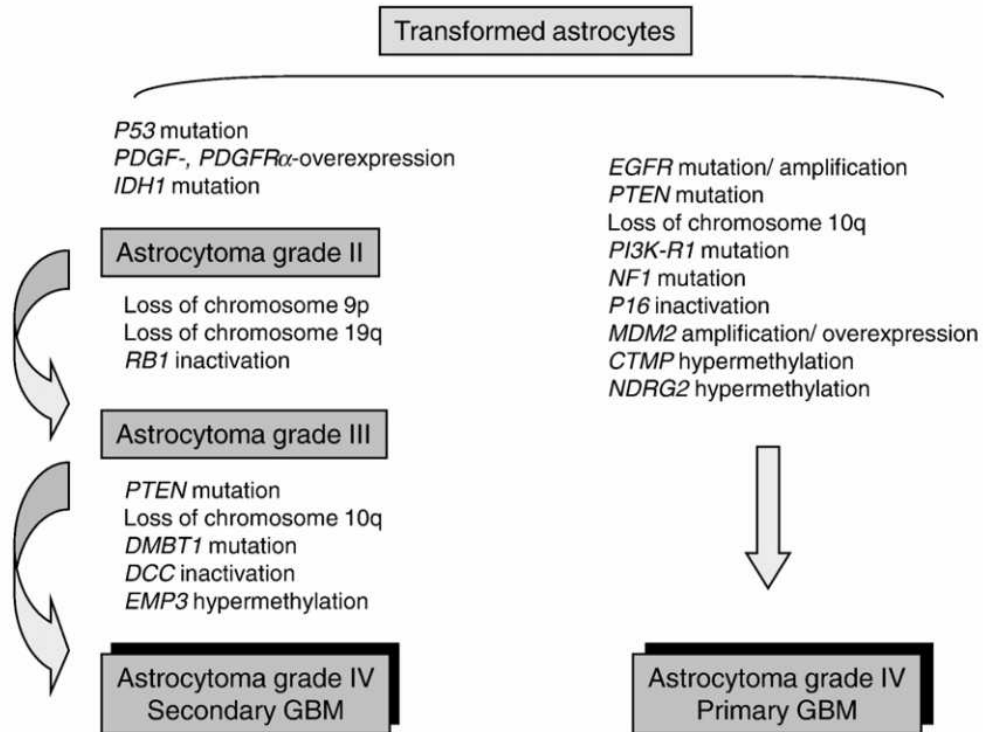 Transformed astrocytes
P53 mutation
PDGF-, PDGFRα-overexpression
IDH1 mutation
Astrocytoma grade II
Loss of chromosome 9p
Loss of chromosome 19q
RB1 inactivation
Astrocytoma grade III
PTEN mutation
Loss of chromosome 10q
DMBT1 mutation
DCC inactivation
EMP3 hypermethylation
Astrocytoma grade IV
Secondary GBM
EGFR mutation/ amplification
PTEN mutation
Loss of chromosome 10q
PI3K-R1 mutation
NF1 mutation
P16 inactivation
MDM2 amplification/ overexpression
CTMP hypermethylation
NDRG2 hypermethylation
Astrocytoma grade IV
Primary GBM